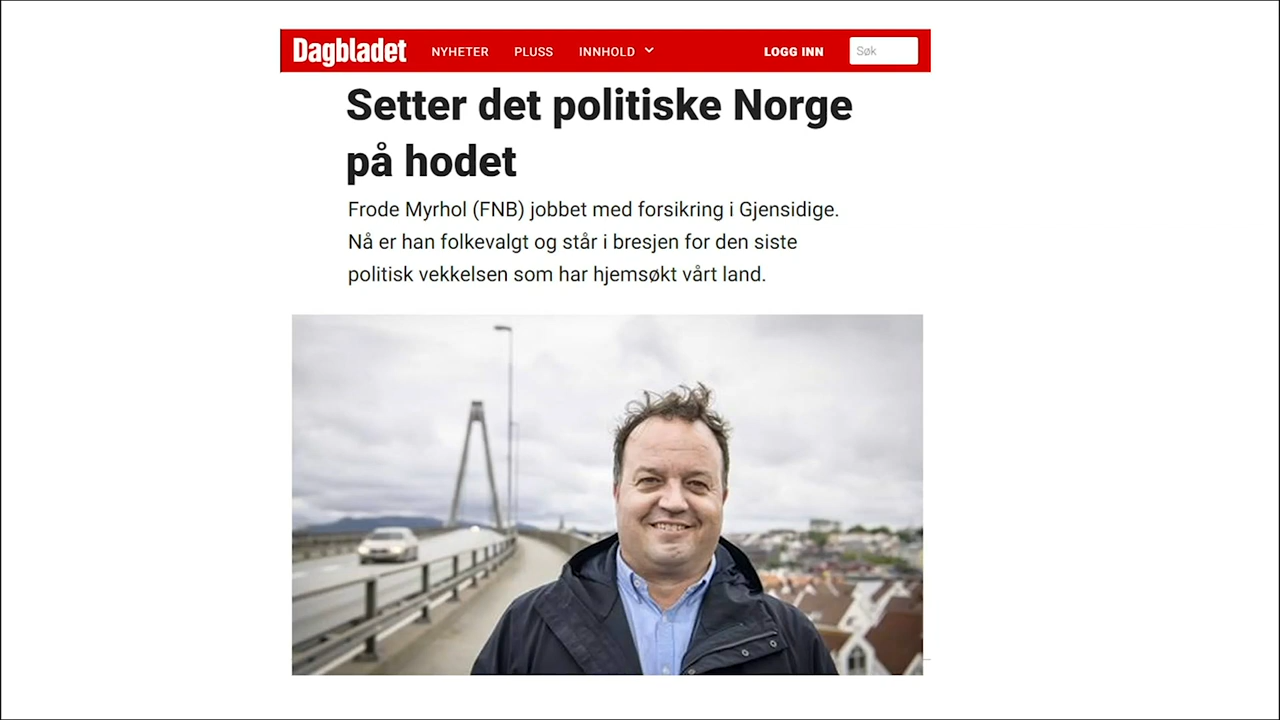 Dagbladet NYHETER PLUSS INNHOLD LOGG INN Søk
Setter det politiske Norge
på hodet
Frode Myrhol (FNB) jobbet med forsikring i Gjensidige.
Nå er han folkevalgt og står i bresjen for den siste
politisk vekkelsen som har hjemsøkt vårt land.